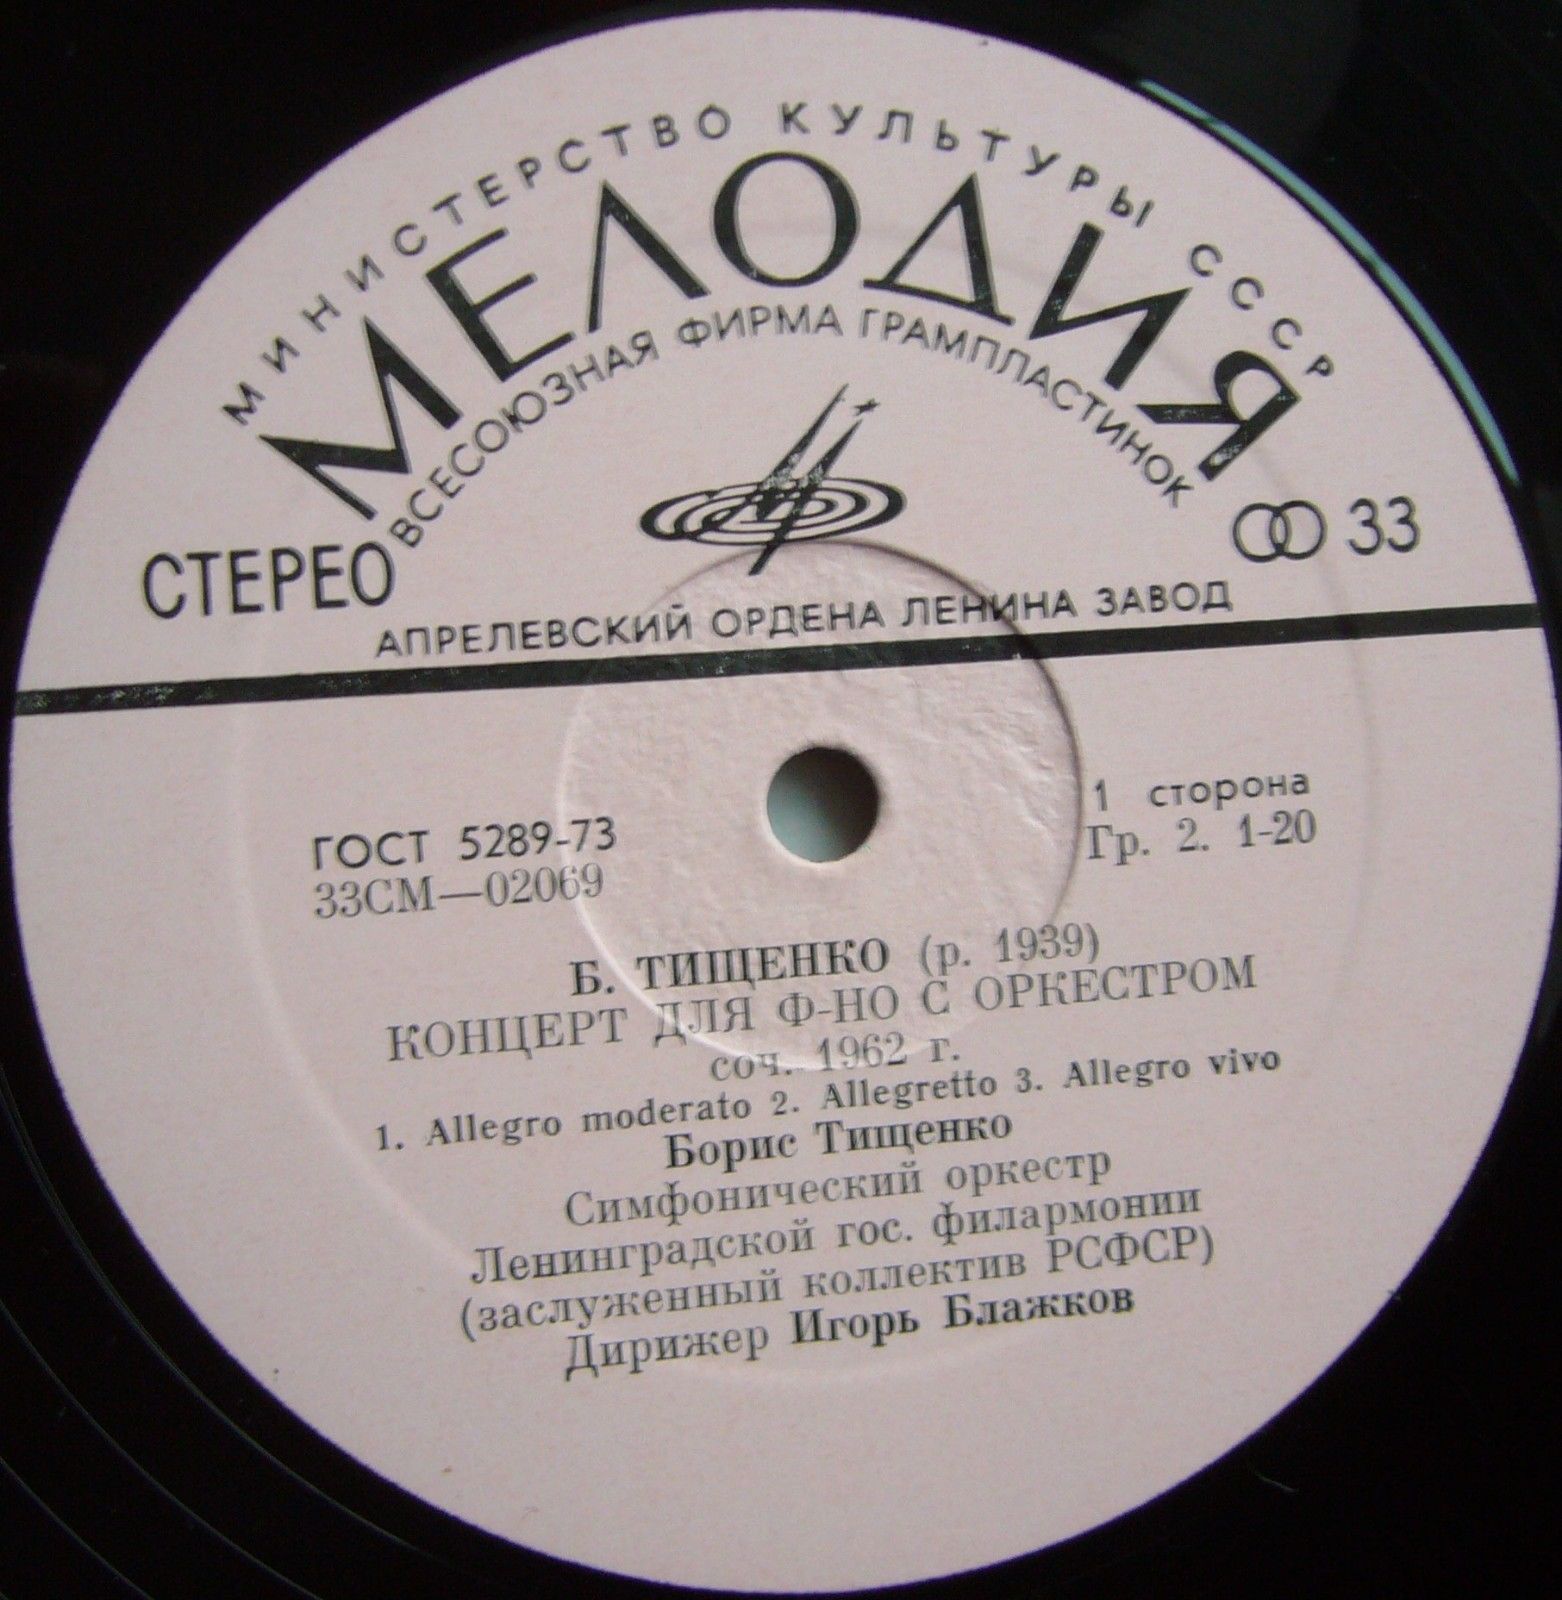 МИНИСТЕРСТВО КУЛЬТУРЫ СССР
МЕЛОДИЯ
ВСЕСОЮЗНАЯ ФИРМА ГРАМПЛАСТИНОК
СТЕРЕО
33
АПРЕЛЕВСКИЙ ОРДЕНА ЛЕНИНА ЗАВОД
ГОСТ 5289-73
33СМ—02069
1 сторона
Гр. 2. 1-20
Б. ТИЩЕНКО (р. 1939)
КОНЦЕРТ ДЛЯ Ф-НО С ОРКЕСТРОМ
соч. 1962 г.
1. Allegro moderato 2. Allegretto 3. Allegro vivo
Борис Тищенко
Симфонический оркестр
Ленинградской гос. филармонии
(заслуженный коллектив РСФСР)
Дирижер Игорь Блажков